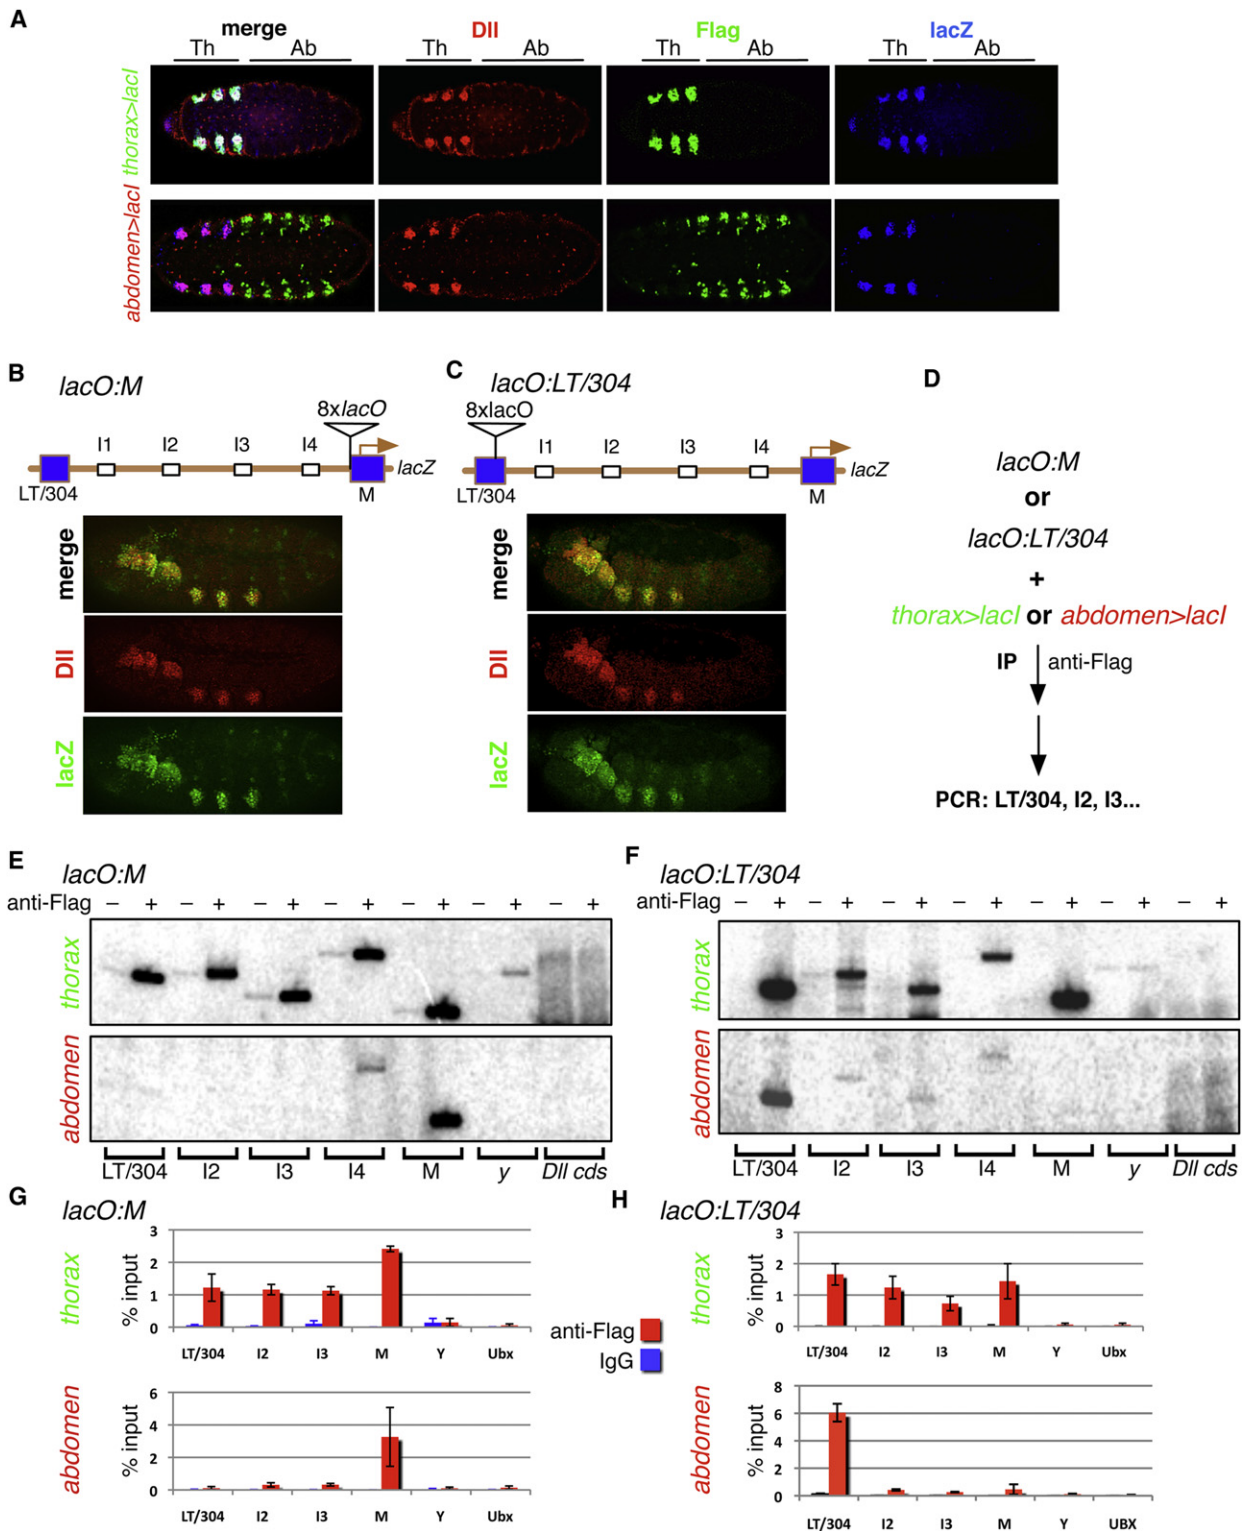 A
merge Dll Flag lacZ
Th Ab Th Ab Th Ab Th Ab
thorax>lacI
abdomen>lacI
B
lacO:M
8xlacO
I1 I2 I3 I4
lacZ
LT/304 M
merge
Dll
lacZ
C
lacO:LT/304
8xlacO
I1 I2 I3 I4
lacZ
LT/304 M
merge
Dll
lacZ
D
lacO:M
or
lacO:LT/304
+
thorax>lacI or abdomen>lacI
IP anti-Flag
PCR: LT/304, I2, I3...
E
lacO:M
anti-Flag − + − + − + − + − + − + − +
thorax
abdomen
LT/304 I2 I3 I4 M y Dll cds
F
lacO:LT/304
anti-Flag − + − + − + − + − + − + − +
thorax
abdomen
LT/304 I2 I3 I4 M y Dll cds
G
lacO:M
thorax
% input
3
2
1
0
LT/304 I2 I3 M Y Ubx
abdomen
% input
6
4
2
0
LT/304 I2 I3 M Y Ubx
anti-Flag
IgG
H
lacO:LT/304
thorax
% input
3
2
1
0
LT/304 I2 I3 M Y Ubx
abdomen
% input
8
6
4
2
0
LT/304 I2 I3 M Y UBX